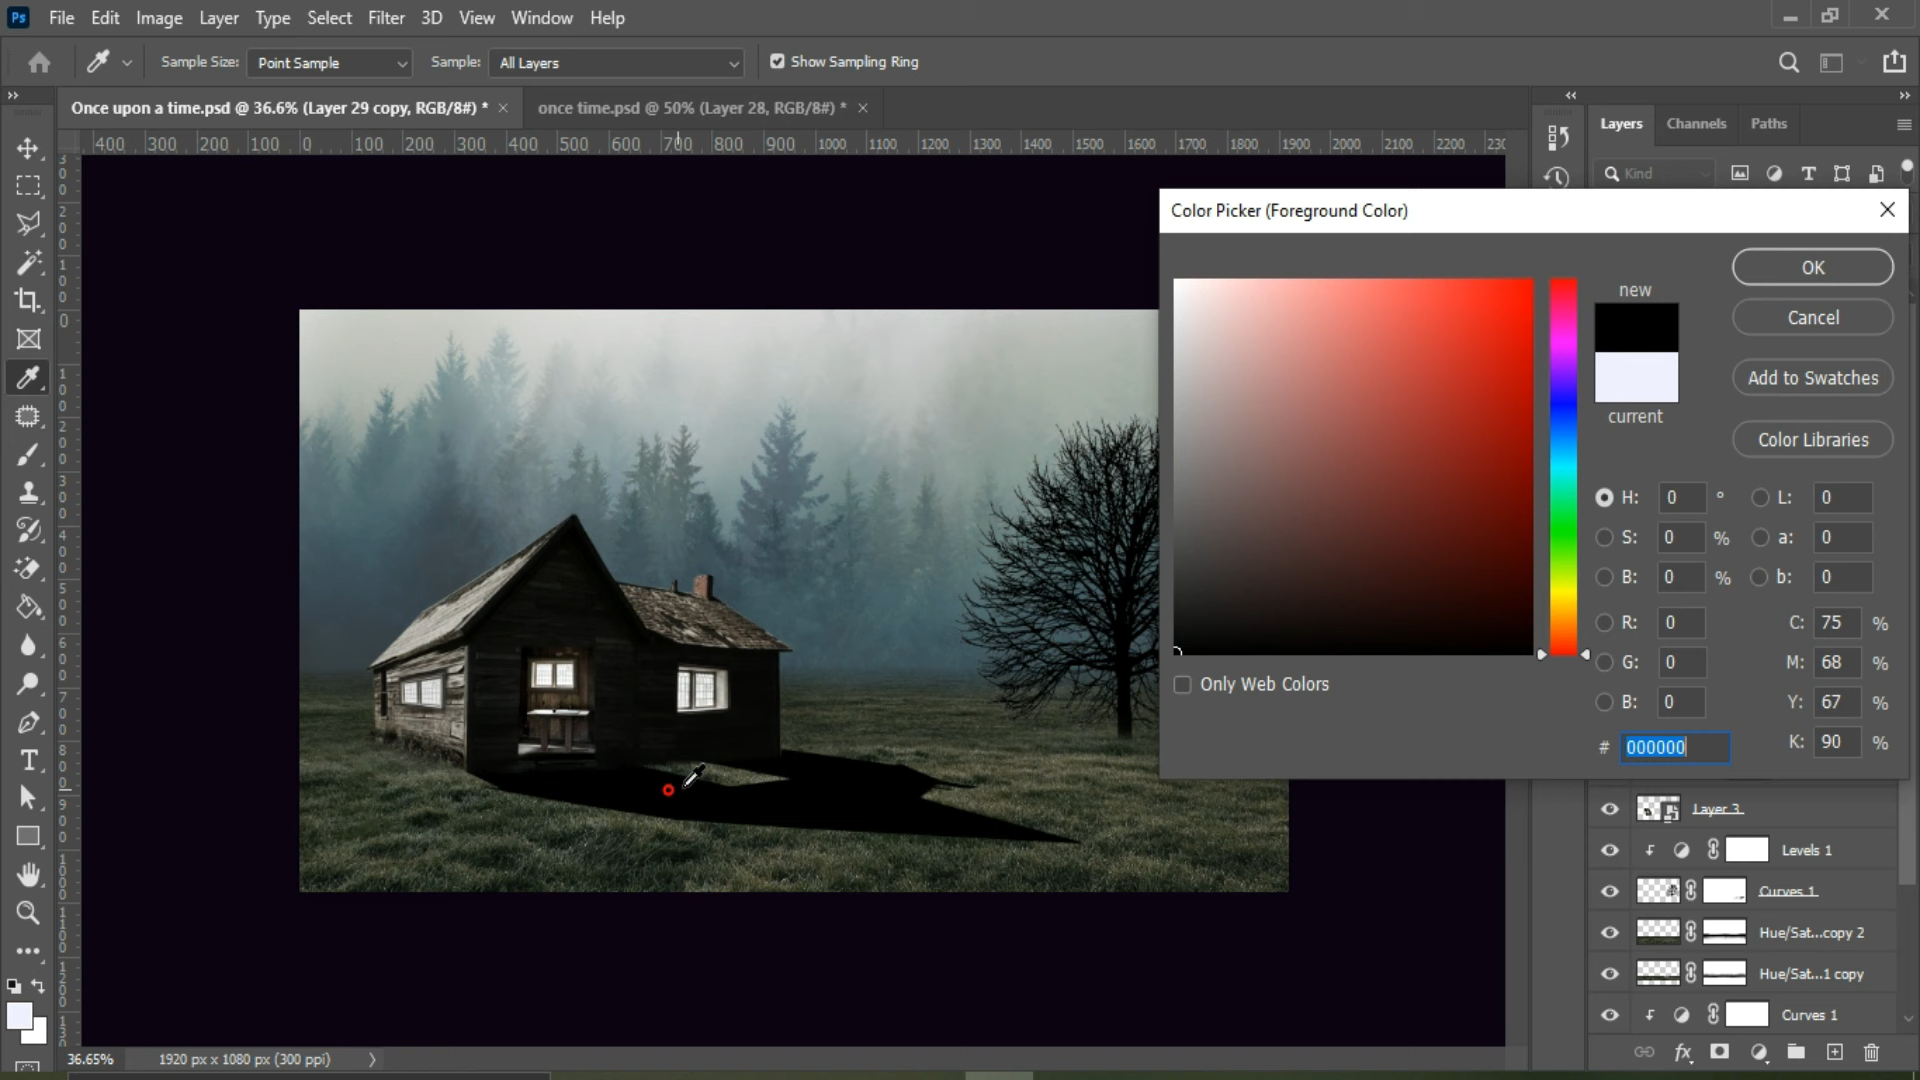 Ps File Edit Image Layer Type Select Filter 3D View Window Help
Sample Size: Point Sample Sample: All Layers Show Sampling Ring
Once upon a time.psd @ 36.6% (Layer 29 copy, RGB/8#) * × once time.psd @ 50% (Layer 28, RGB/8#) * ×
Layers Channels Paths
400 300 200 100 0 100 200 300 400 500 600 700 800 900 1000 1100 1200 1300 1400 1500 1600 1700 1800 1900 2000 2100 2200
Kind
Color Picker (Foreground Color)
new
current
OK
Cancel
Add to Swatches
Color Libraries
H: 0 ° L: 0
S: 0 % a: 0
B: 0 % b: 0
R: 0 C: 75 %
G: 0 M: 68 %
B: 0 Y: 67 %
# 000000 K: 90 %
Only Web Colors
Layer 3
Levels 1
Curves 1
Hue/Sat...copy 2
Hue/Sat...1 copy
Curves 1
36.65% 1920 px x 1080 px (300 ppi)